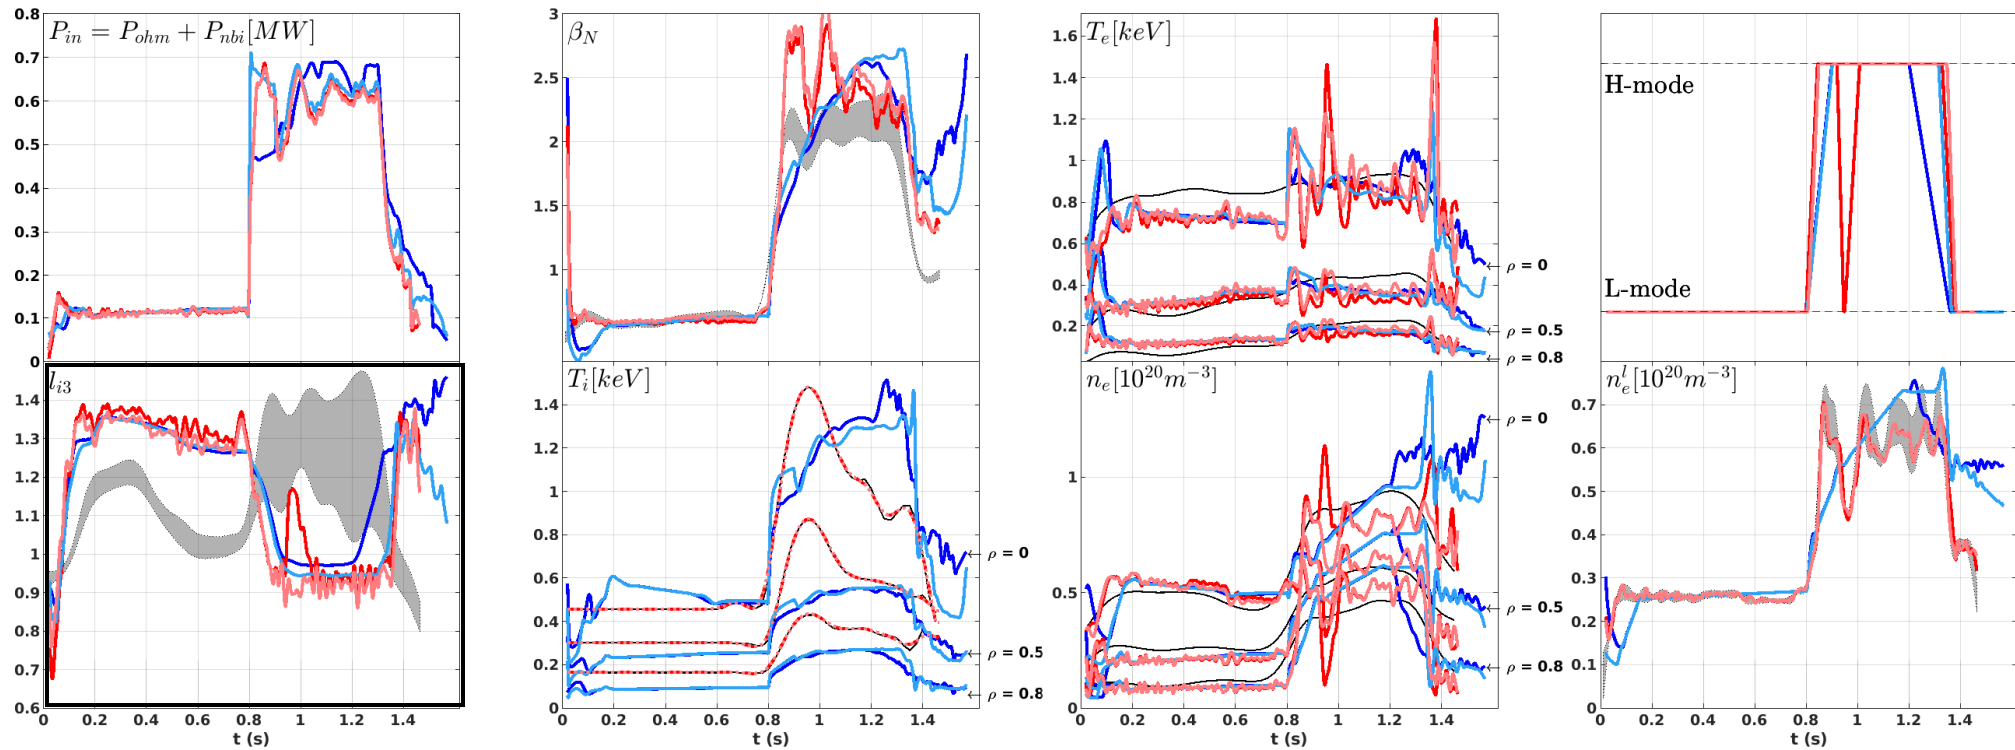 P_{in} = P_{ohm} + P_{nbi}[MW]
0.8
0.7
0.6
0.5
0.4
0.3
0.2
0.1
0
β_N
3
2.5
2
1.5
1
T_e[keV]
1.6
1.4
1.2
1
0.8
0.6
0.4
0.2
← ρ = 0
← ρ = 0.5
← ρ = 0.8
H-mode
L-mode
l_{i3}
1.4
1.3
1.2
1.1
1
0.9
0.8
0.7
0.6
0 0.2 0.4 0.6 0.8 1 1.2 1.4
t (s)
T_i[keV]
1.4
1.2
1
0.8
0.6
0.4
0.2
0
← ρ = 0
← ρ = 0.5
← ρ = 0.8
0 0.2 0.4 0.6 0.8 1 1.2 1.4
t (s)
n_e[10^{20}m^{-3}]
1
0.5
0
← ρ = 0
← ρ = 0.5
← ρ = 0.8
0 0.2 0.4 0.6 0.8 1 1.2 1.4
t (s)
n_e^l[10^{20}m^{-3}]
0.7
0.6
0.5
0.4
0.3
0.2
0.1
0
0 0.2 0.4 0.6 0.8 1 1.2 1.4
t (s)